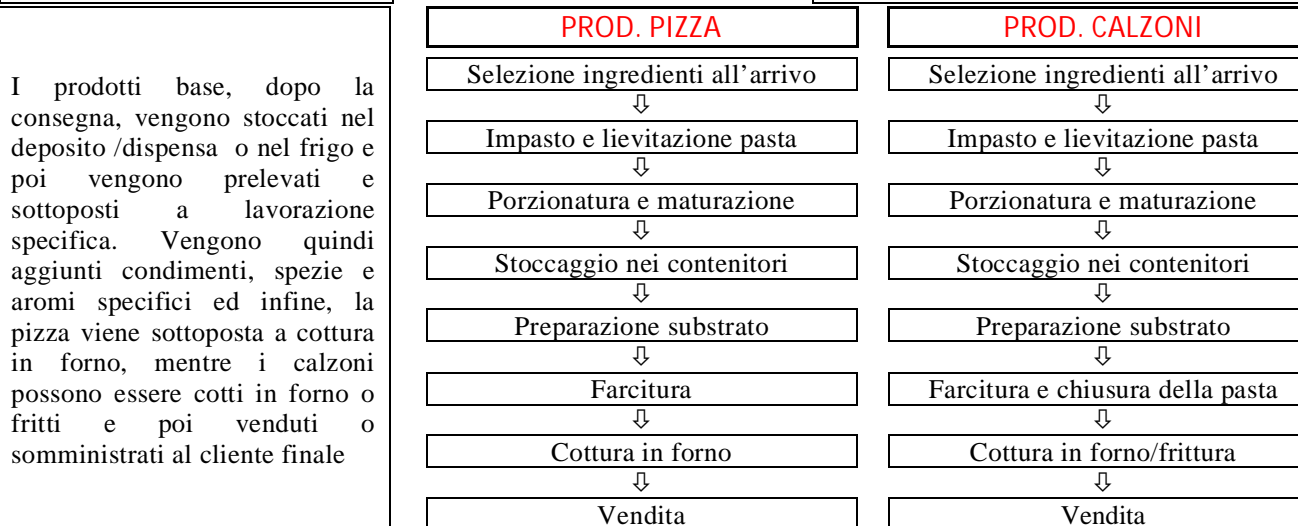 I prodotti base, dopo la
consegna, vengono stoccati nel
deposito /dispensa o nel frigo e
poi vengono prelevati e
sottoposti a lavorazione
specifica. Vengono quindi
aggiunti condimenti, spezie e
aromi specifici ed infine, la
pizza viene sottoposta a cottura
in forno, mentre i calzoni
possono essere cotti in forno o
fritti e poi venduti o
somministrati al cliente finale
PROD. PIZZA
Selezione ingredienti all’arrivo
⇩
Impasto e lievitazione pasta
⇩
Porzionatura e maturazione
⇩
Stoccaggio nei contenitori
⇩
Preparazione substrato
⇩
Farcitura
⇩
Cottura in forno
⇩
Vendita
PROD. CALZONI
Selezione ingredienti all’arrivo
⇩
Impasto e lievitazione pasta
⇩
Porzionatura e maturazione
⇩
Stoccaggio nei contenitori
⇩
Preparazione substrato
⇩
Farcitura e chiusura della pasta
⇩
Cottura in forno/frittura
⇩
Vendita